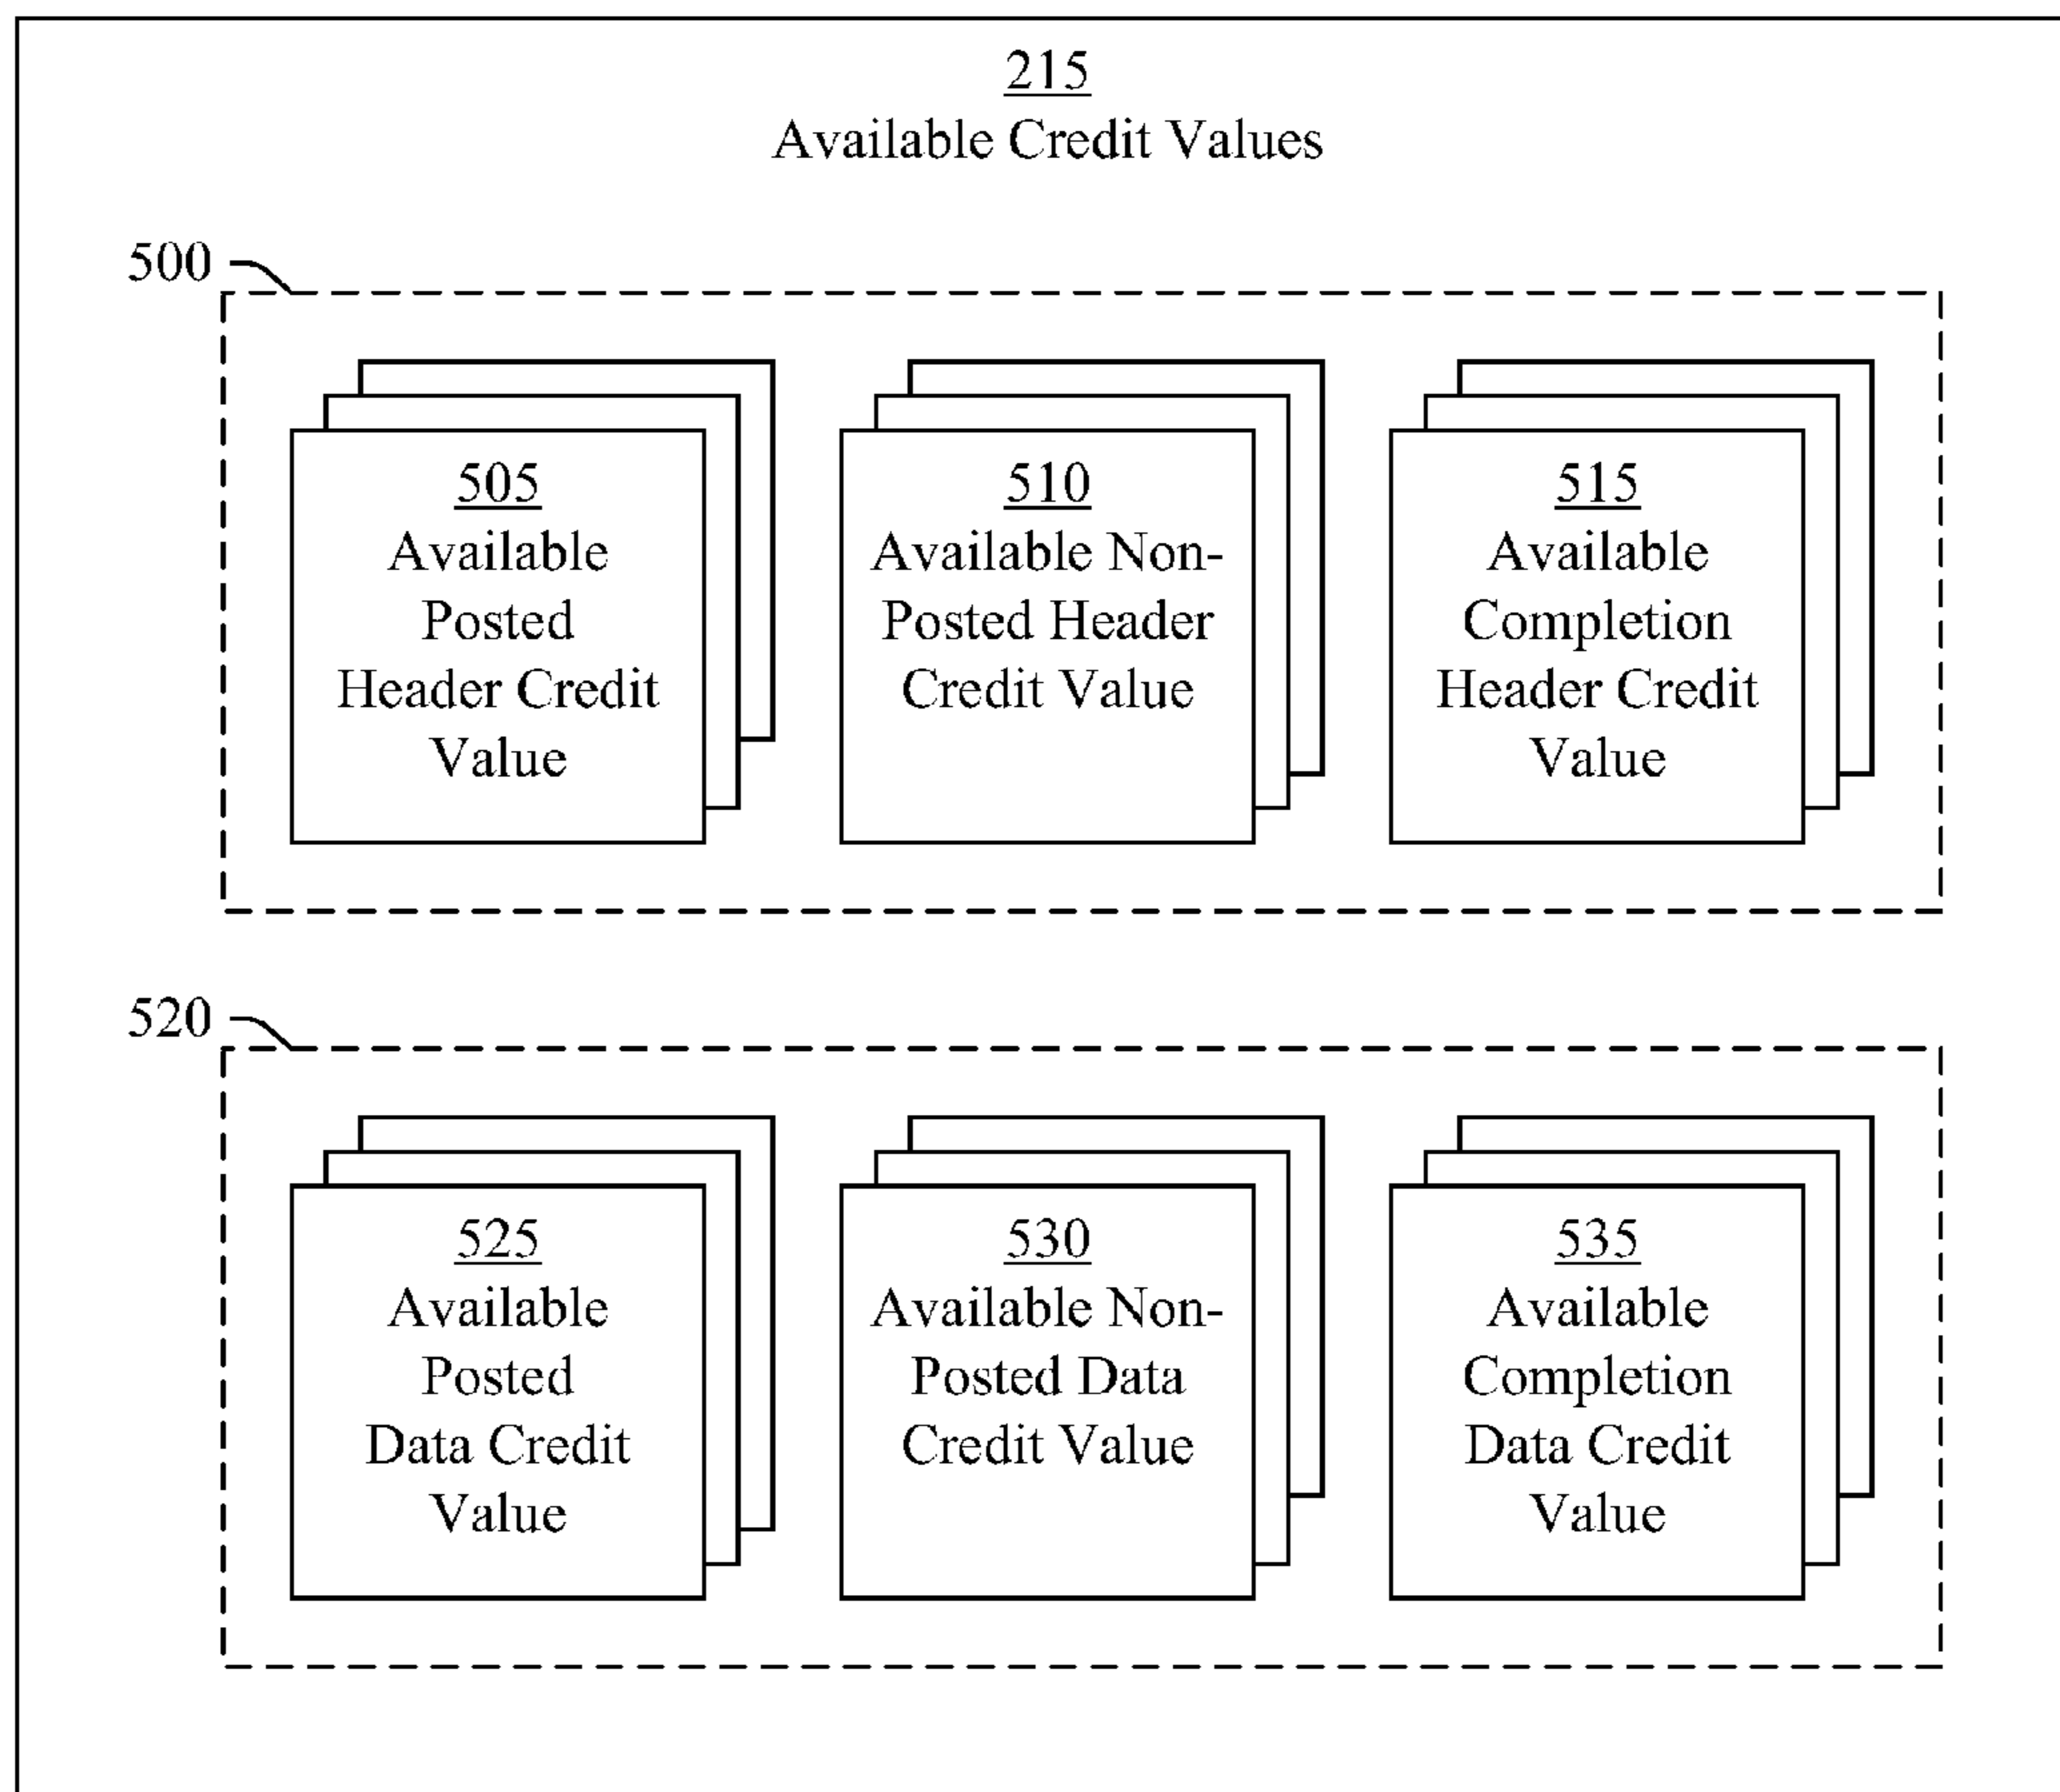 215
Available Credit Values
500
505
Available
Posted
Header Credit
Value
510
Available Non-
Posted Header
Credit Value
515
Available
Completion
Header Credit
Value
520
525
Available
Posted
Data Credit
Value
530
Available Non-
Posted Data
Credit Value
535
Available
Completion
Data Credit
Value